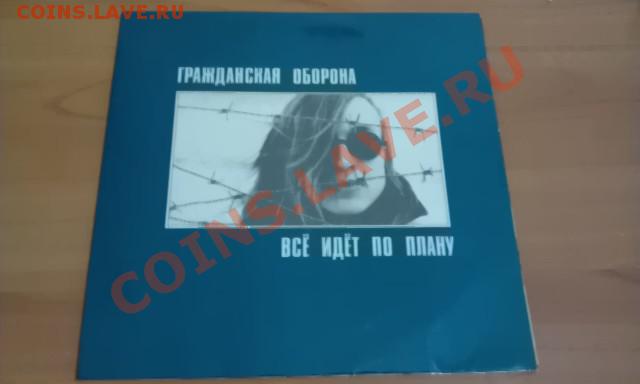 COINS.LAVE.RU
ГРАЖДАНСКАЯ ОБОРОНА
COINS.LAVE.RU
ВСЁ ИДЁТ ПО ПЛАНУ